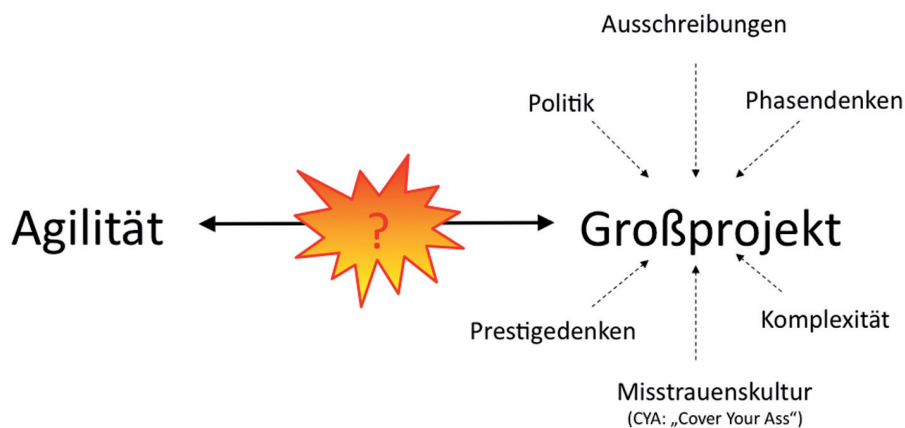 Ausschreibungen
Politik
Phasendenken
Agilität
?
Großprojekt
Prestigedenken
Komplexität
Misstrauenskultur
(CYA: „Cover Your Ass“)